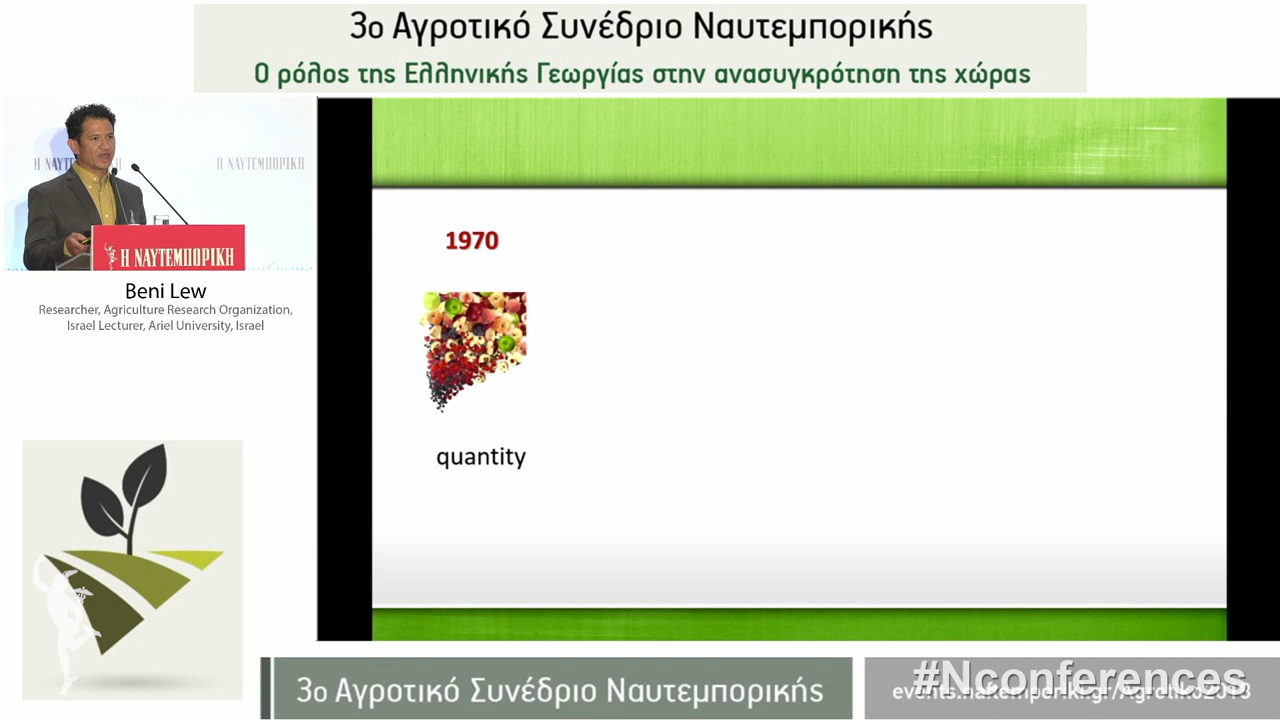 3ο Αγροτικό Συνέδριο Ναυτεμπορικής
Ο ρόλος της Ελληνικής Γεωργίας στην ανασυγκρότηση της χώρας
Η ΝΑΥΤΕΜΠΟΡΙΚΗ
Η ΝΑΥΤΕΜΠΟΡΙΚΗ
Beni Lew
Researcher, Agriculture Research Organization,
Israel Lecturer, Ariel University, Israel
1970
quantity
3ο Αγροτικό Συνέδριο Ναυτεμπορικής
#Nconferences